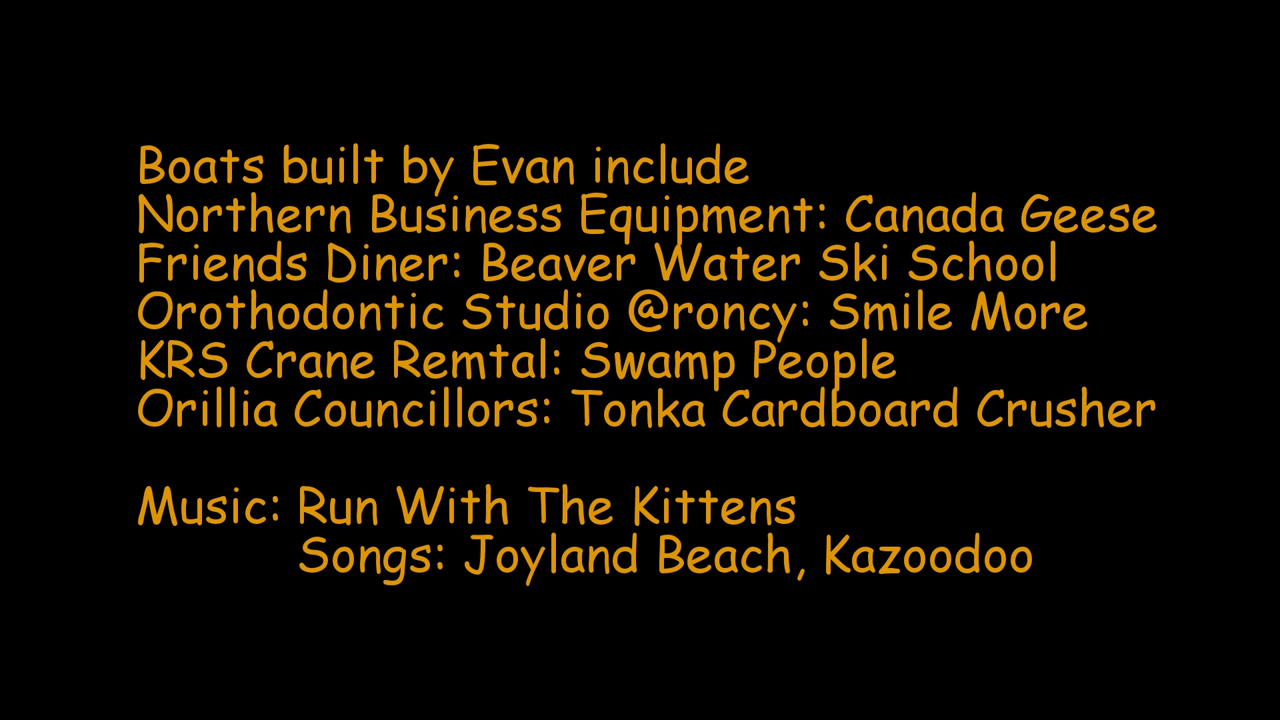 Boats built by Evan include
Northern Business Equipment: Canada Geese
Friends Diner: Beaver Water Ski School
Orothodontic Studio @roncy: Smile More
KRS Crane Remtal: Swamp People
Orillia Councillors: Tonka Cardboard Crusher
Music: Run With The Kittens
Songs: Joyland Beach, Kazoodoo